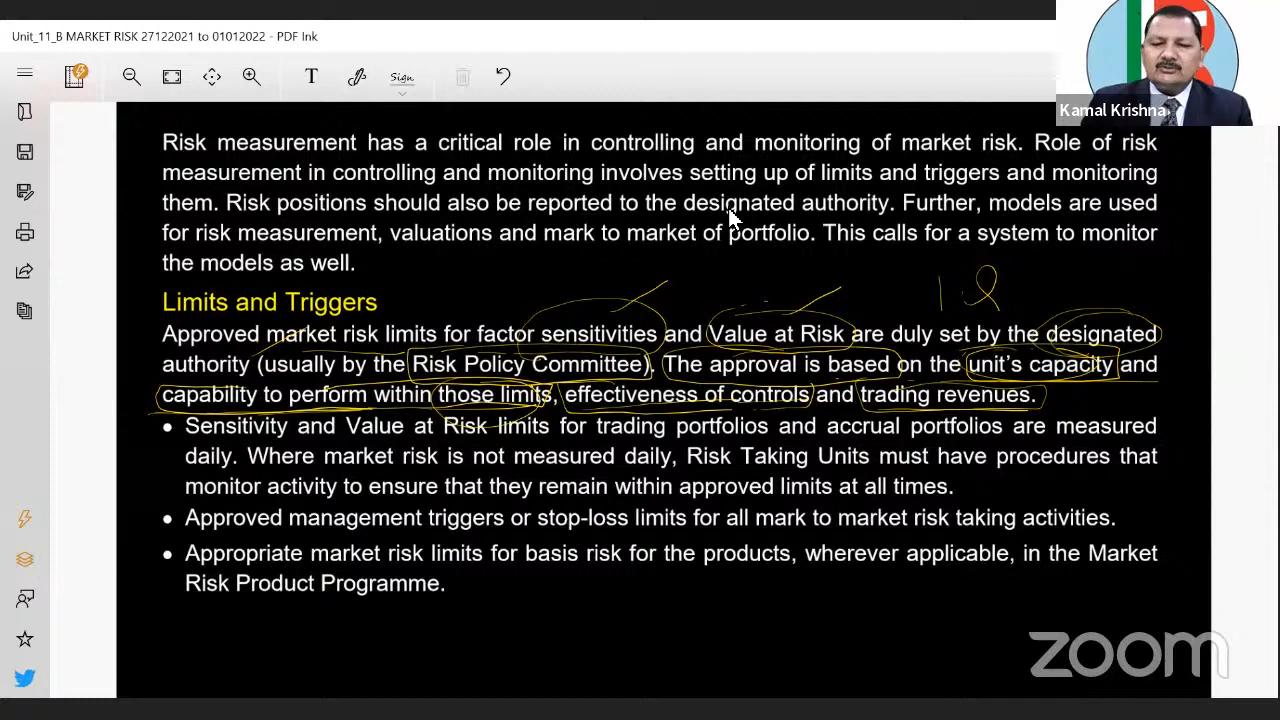 Unit_11_B MARKET RISK 27122021 to 01012022 - PDF Ink
T
Sign
Kamal Krishna
Risk measurement has a critical role in controlling and monitoring of market risk. Role of risk
measurement in controlling and monitoring involves setting up of limits and triggers and monitoring
them. Risk positions should also be reported to the designated authority. Further, models are used
for risk measurement, valuations and mark to market of portfolio. This calls for a system to monitor
the models as well.
Limits and Triggers
Approved market risk limits for factor sensitivities and Value at Risk are duly set by the designated
authority (usually by the Risk Policy Committee). The approval is based on the unit's capacity and
capability to perform within those limits, effectiveness of controls and trading revenues.
• Sensitivity and Value at Risk limits for trading portfolios and accrual portfolios are measured
daily. Where market risk is not measured daily, Risk Taking Units must have procedures that
monitor activity to ensure that they remain within approved limits at all times.
• Approved management triggers or stop-loss limits for all mark to market risk taking activities.
• Appropriate market risk limits for basis risk for the products, wherever applicable, in the Market
Risk Product Programme.
zoom